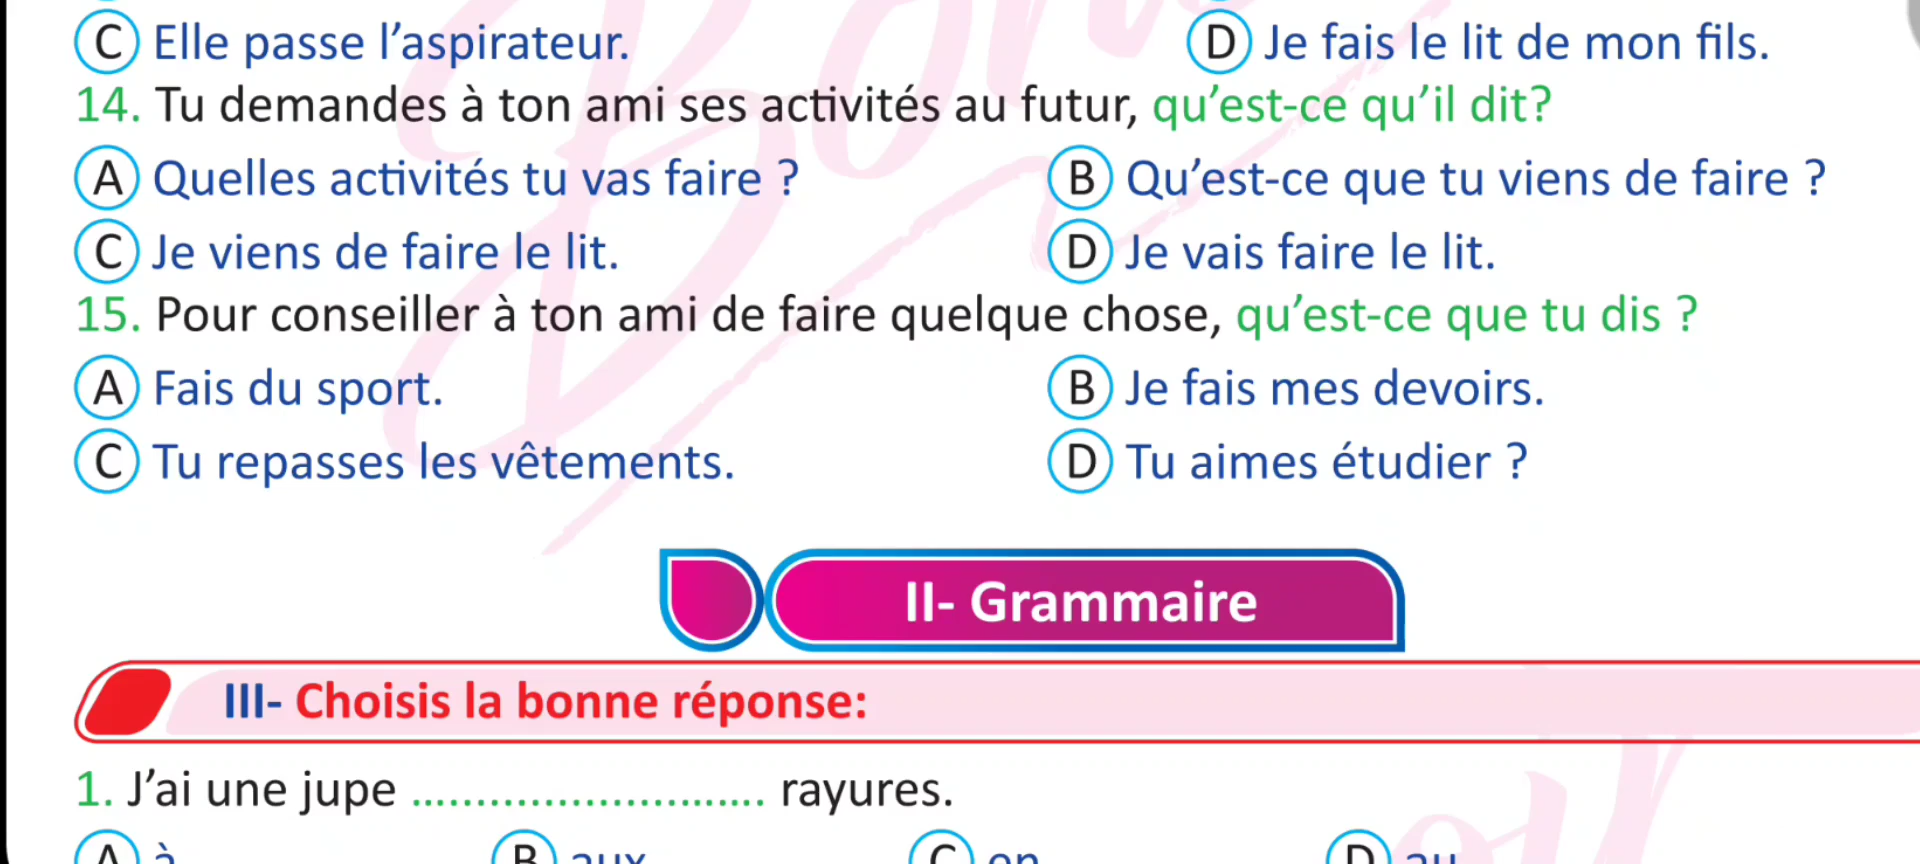 C Elle passe l’aspirateur. D Je fais le lit de mon fils.
14. Tu demandes à ton ami ses activités au futur, qu’est-ce qu’il dit?
A Quelles activités tu vas faire ? B Qu’est-ce que tu viens de faire ?
C Je viens de faire le lit. D Je vais faire le lit.
15. Pour conseiller à ton ami de faire quelque chose, qu’est-ce que tu dis ?
A Fais du sport. B Je fais mes devoirs.
C Tu repasses les vêtements. D Tu aimes étudier ?
II- Grammaire
III- Choisis la bonne réponse:
1. J’ai une jupe ............................ rayures.
A à B aux C en D au